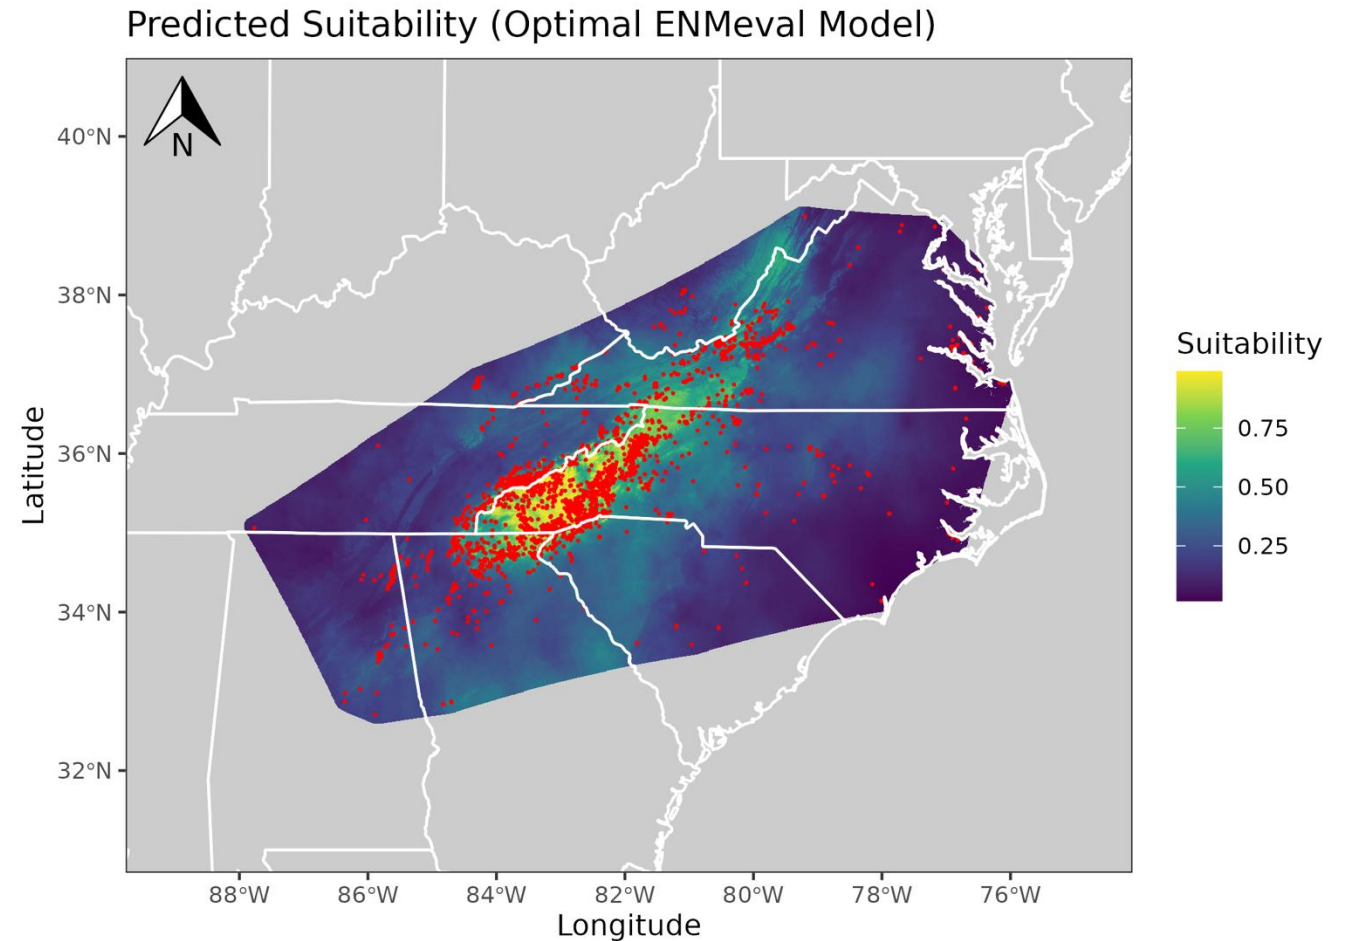 Predicted Suitability (Optimal ENMeval Model)
N
40°N
38°N
36°N
34°N
32°N
Latitude
88°W 86°W 84°W 82°W 80°W 78°W 76°W
Longitude
Suitability
0.75
0.50
0.25